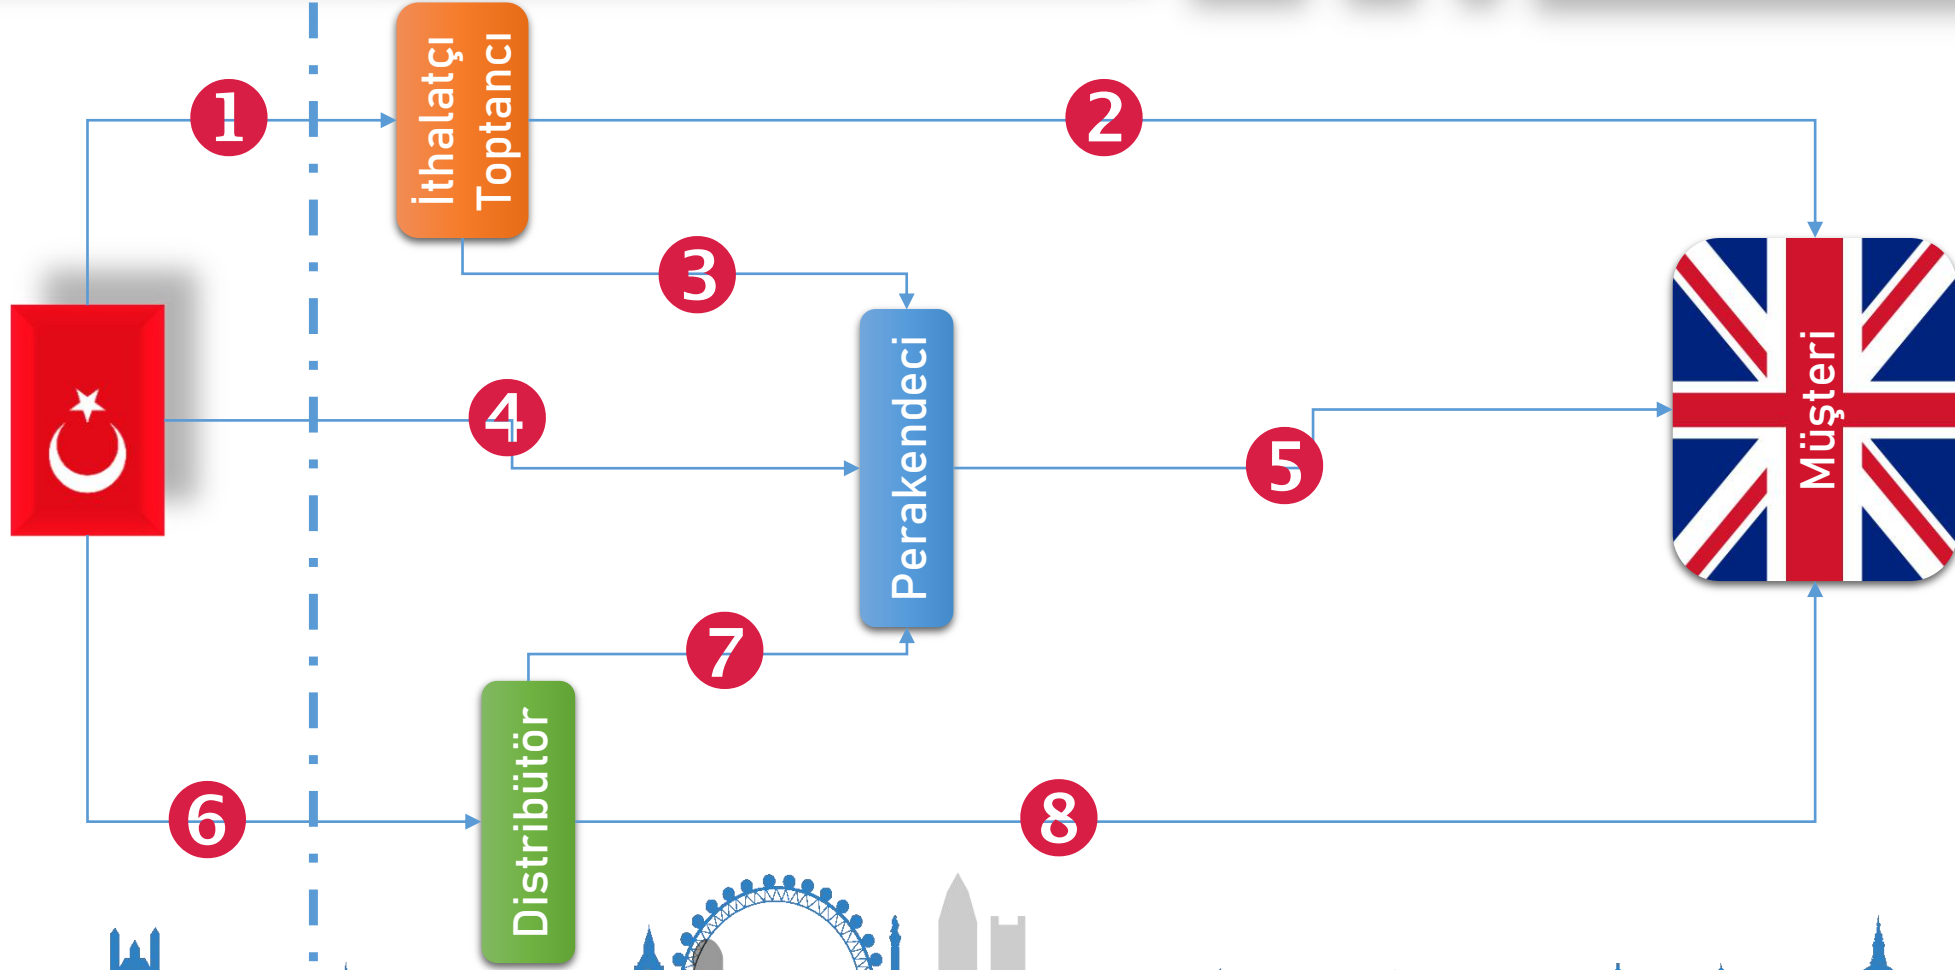 1
İthalatçı
Toptancı
2
3
4
Perakendeci
5
Müşteri
7
6
Distribütör
8